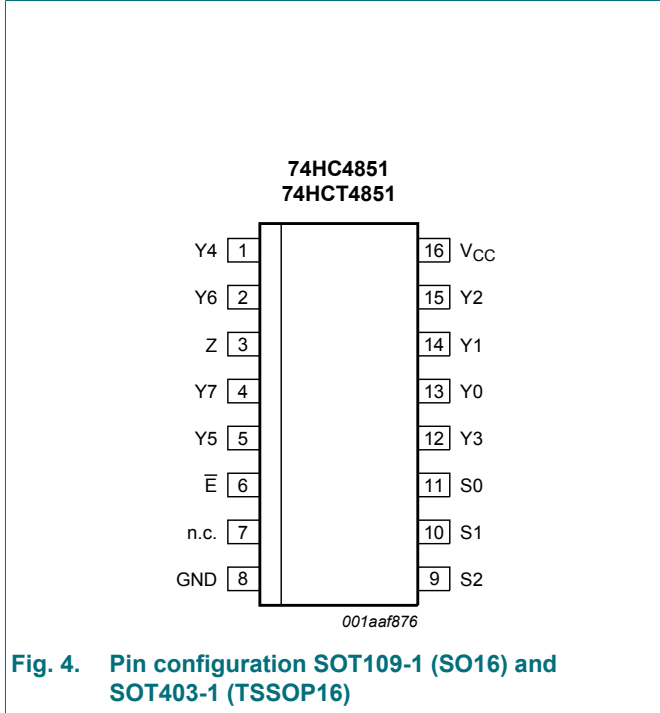 74HC4851
74HCT4851
Y4 1 16 VCC
Y6 2 15 Y2
Z 3 14 Y1
Y7 4 13 Y0
Y5 5 12 Y3
E̅ 6 11 S0
n.c. 7 10 S1
GND 8 9 S2
001aaf876
Fig. 4. Pin configuration SOT109-1 (SO16) and
SOT403-1 (TSSOP16)